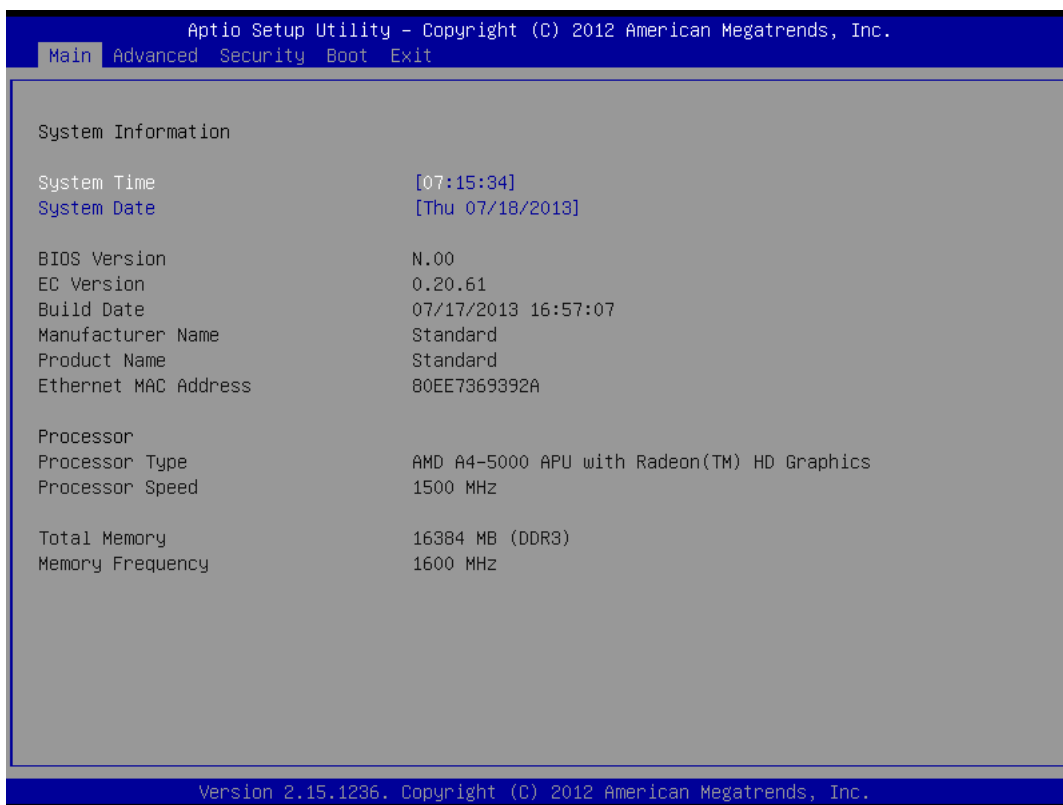 Aptio Setup Utility – Copyright (C) 2012 American Megatrends, Inc.
Main Advanced Security Boot Exit
System Information
System Time [07:15:34]
System Date [Thu 07/18/2013]
BIOS Version N.00
EC Version 0.20.61
Build Date 07/17/2013 16:57:07
Manufacturer Name Standard
Product Name Standard
Ethernet MAC Address 80EE7369392A
Processor
Processor Type AMD A4-5000 APU with Radeon(TM) HD Graphics
Processor Speed 1500 MHz
Total Memory 16384 MB (DDR3)
Memory Frequency 1600 MHz
Version 2.15.1236. Copyright (C) 2012 American Megatrends, Inc.